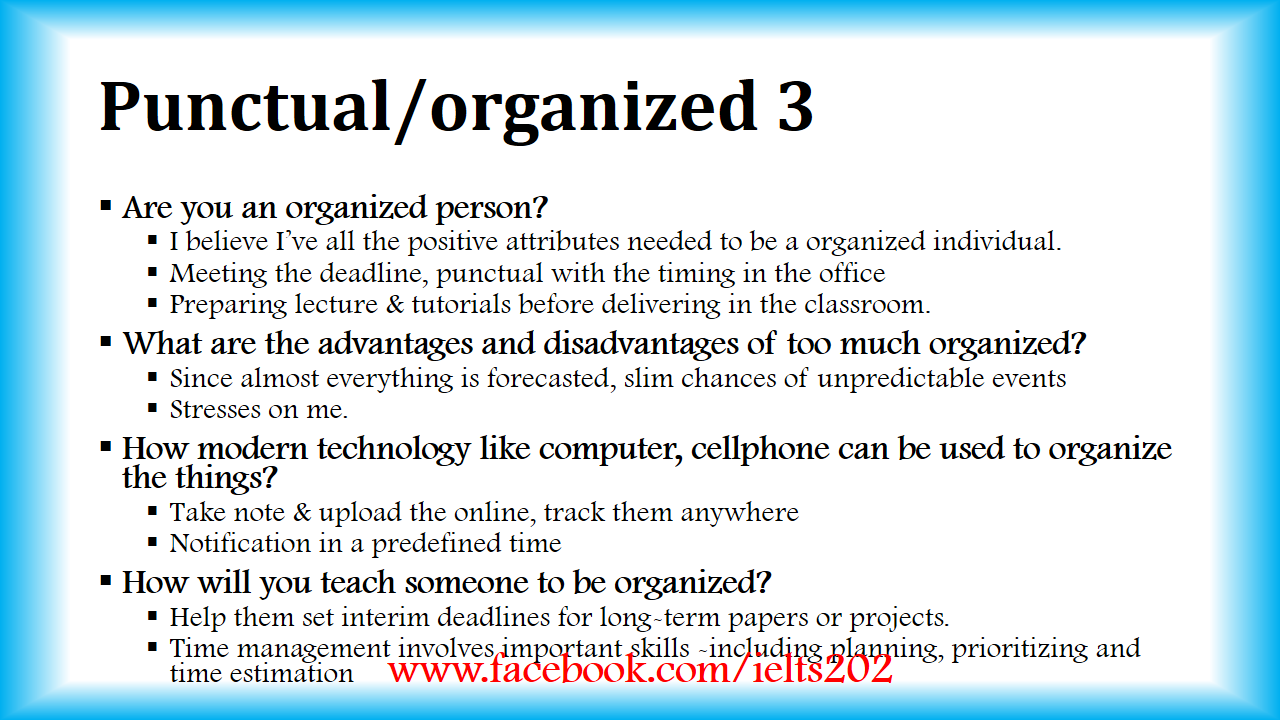 Punctual/organized 3
▪ Are you an organized person?
▪ I believe I've all the positive attributes needed to be a organized individual.
▪ Meeting the deadline, punctual with the timing in the office
▪ Preparing lecture & tutorials before delivering in the classroom.
▪ What are the advantages and disadvantages of too much organized?
▪ Since almost everything is forecasted, slim chances of unpredictable events
▪ Stresses on me.
▪ How modern technology like computer, cellphone can be used to organize
the things?
▪ Take note & upload the online, track them anywhere
▪ Notification in a predefined time
▪ How will you teach someone to be organized?
▪ Help them set interim deadlines for long-term papers or projects.
▪ Time management involves important skills -including planning, prioritizing and
time estimation
www.facebook.com/ielts202